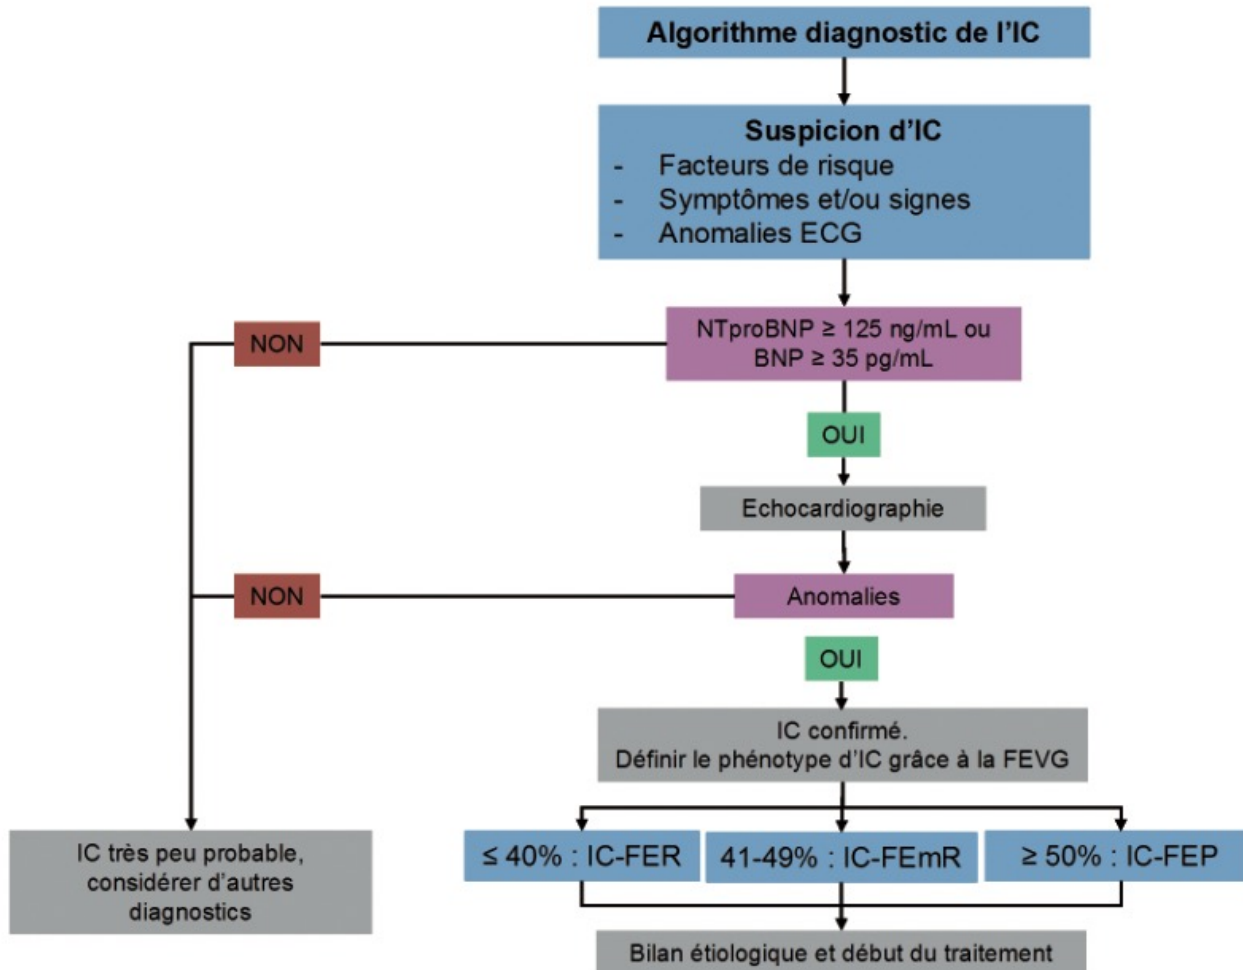 Algorithme diagnostic de l'IC
Suspicion d'IC
- Facteurs de risque
- Symptômes et/ou signes
- Anomalies ECG
NON
NTproBNP ≥ 125 ng/mL ou
BNP ≥ 35 pg/mL
OUI
Echocardiographie
NON
Anomalies
OUI
IC confirmé.
Définir le phénotype d'IC grâce à la FEVG
IC très peu probable,
considérer d'autres
diagnostics
≤ 40% : IC-FER
41-49% : IC-FEmR
≥ 50% : IC-FEP
Bilan étiologique et début du traitement